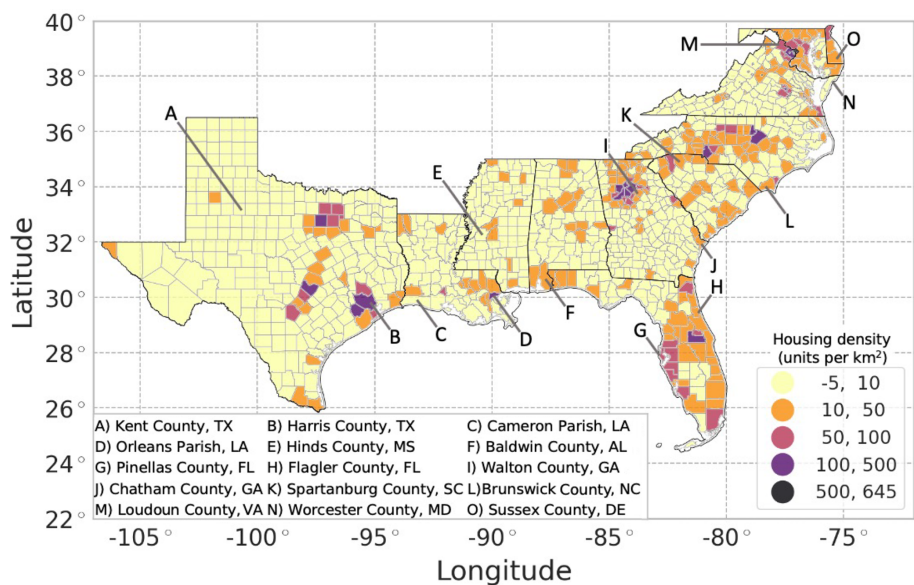 40°
38°
36°
34°
32°
30°
28°
26°
24°
22°
Latitude
-105° -100° -95° -90° -85° -80° -75°
Longitude
A
B
C
D
E
F
G
H
I
J
K
L
M
N
O
Housing density
(units per km²)
-5, 10
10, 50
50, 100
100, 500
500, 645
A) Kent County, TX B) Harris County, TX C) Cameron Parish, LA
D) Orleans Parish, LA E) Hinds County, MS F) Baldwin County, AL
G) Pinellas County, FL H) Flagler County, FL I) Walton County, GA
J) Chatham County, GA K) Spartanburg County, SC L)Brunswick County, NC
M) Loudoun County, VA N) Worcester County, MD O) Sussex County, DE